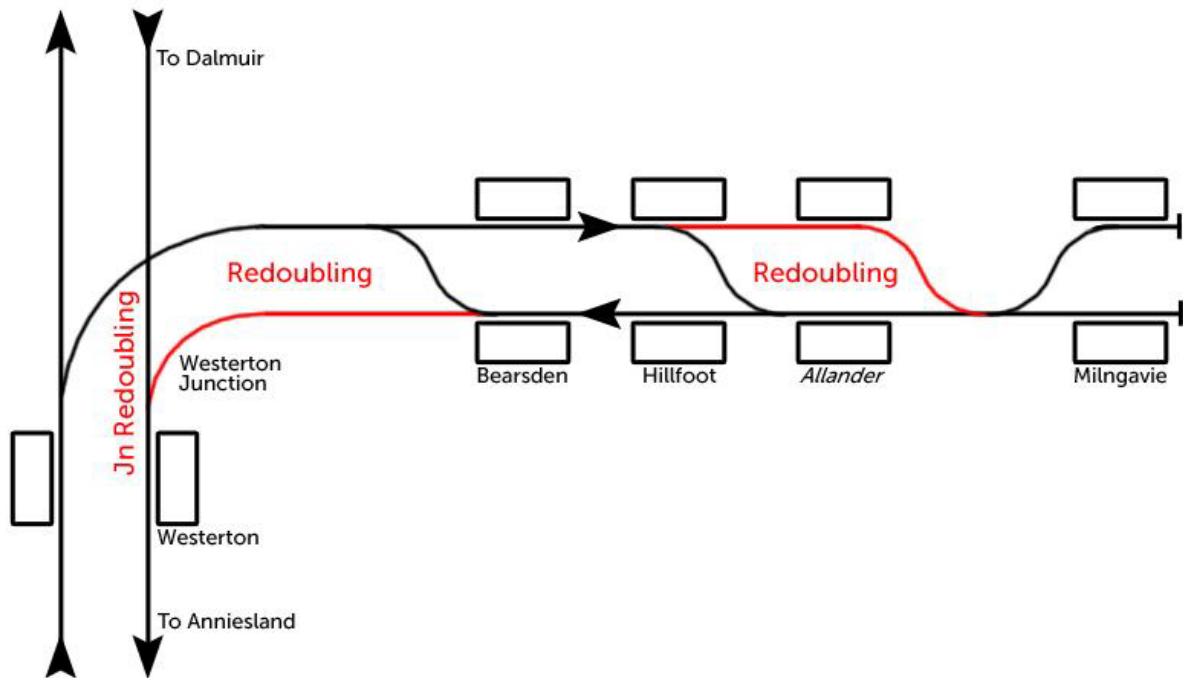 To Dalmuir
Redoubling
Redoubling
Jn Redoubling
Westerton
Junction
Bearsden
Hillfoot
Allander
Milngavie
Westerton
To Anniesland